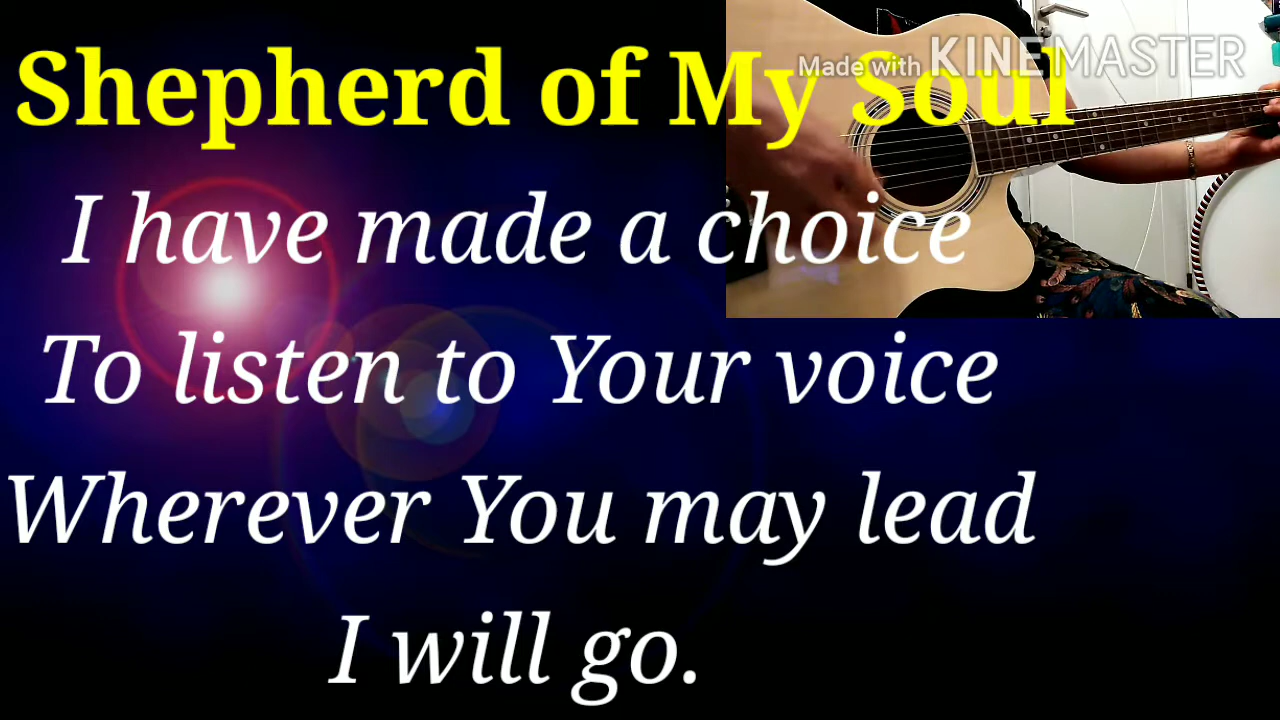 Shepherd of My Soul
Made with KINEMASTER
I have made a choice
To listen to Your voice
Wherever You may lead
I will go.